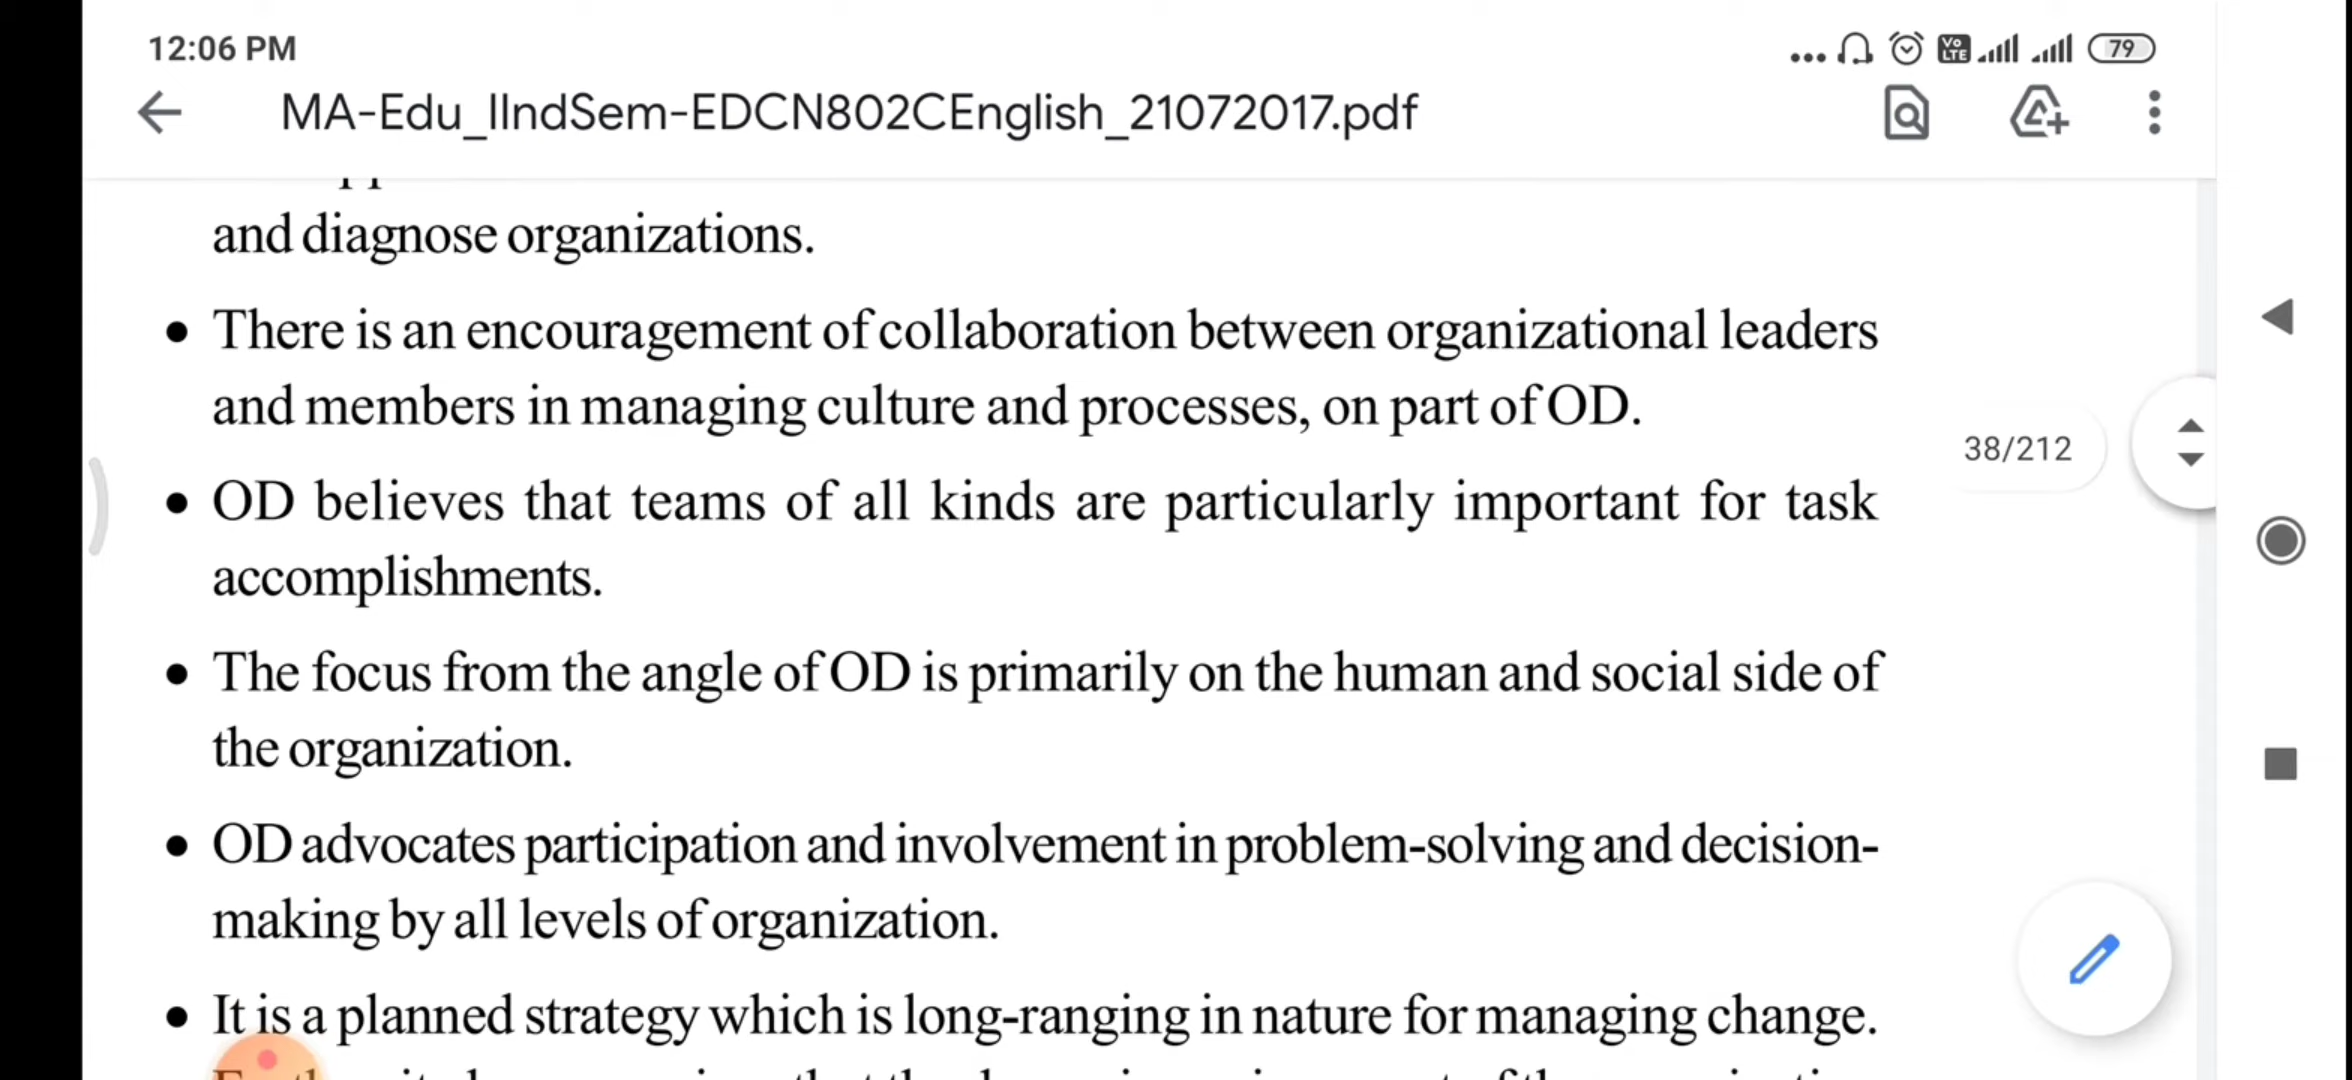 12:06 PM
Vo LTE
79
MA-Edu_IIndSem-EDCN802CEnglish_21072017.pdf
and diagnose organizations.
• There is an encouragement of collaboration between organizational leaders
and members in managing culture and processes, on part of OD.
38/212
• OD believes that teams of all kinds are particularly important for task
accomplishments.
• The focus from the angle of OD is primarily on the human and social side of
the organization.
• OD advocates participation and involvement in problem-solving and decision-
making by all levels of organization.
• It is a planned strategy which is long-ranging in nature for managing change.